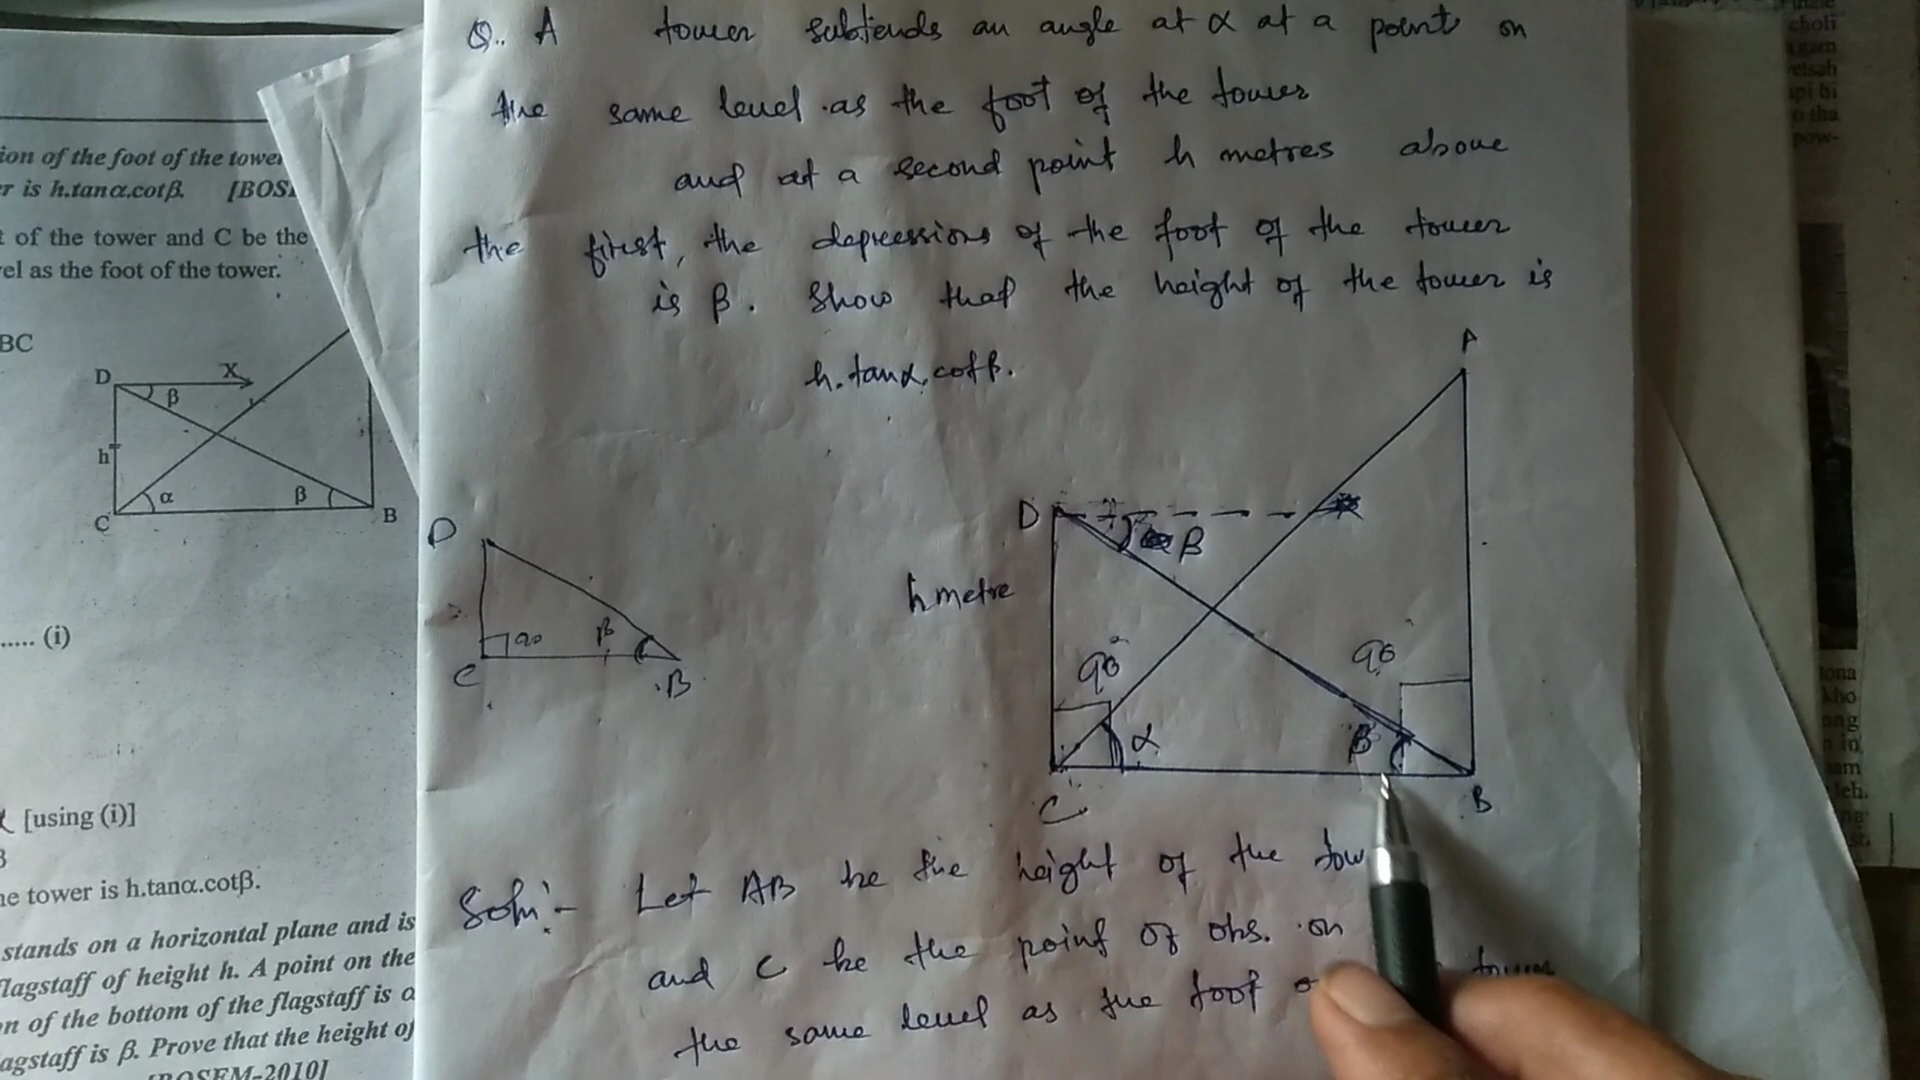 Q.. A tower subtends an angle at α at a point on
the same level as the foot of the tower
and at a second point h metres above
the first, the depressions of the foot of the tower
is β. Show that the height of the tower is
h.tanα.cotβ.
A
D
β
h metre
90°
90°
α
β
C
B
D
90
β
C
B
Soln:- Let AB be the height of the
and C be the point of obs. on
the same level as the foot tower
ion of the foot of the tower
r is h.tanα.cotβ. [BOS
t of the tower and C be the
el as the foot of the tower.
BC
D
X
β
h
α
β
C
B
..... (i)
[using (i)]
e tower is h.tanα.cotβ.
stands on a horizontal plane and is
lagstaff of height h. A point on the
n of the bottom of the flagstaff is α
agstaff is β. Prove that the height of
[BOSEM-2010]
choli